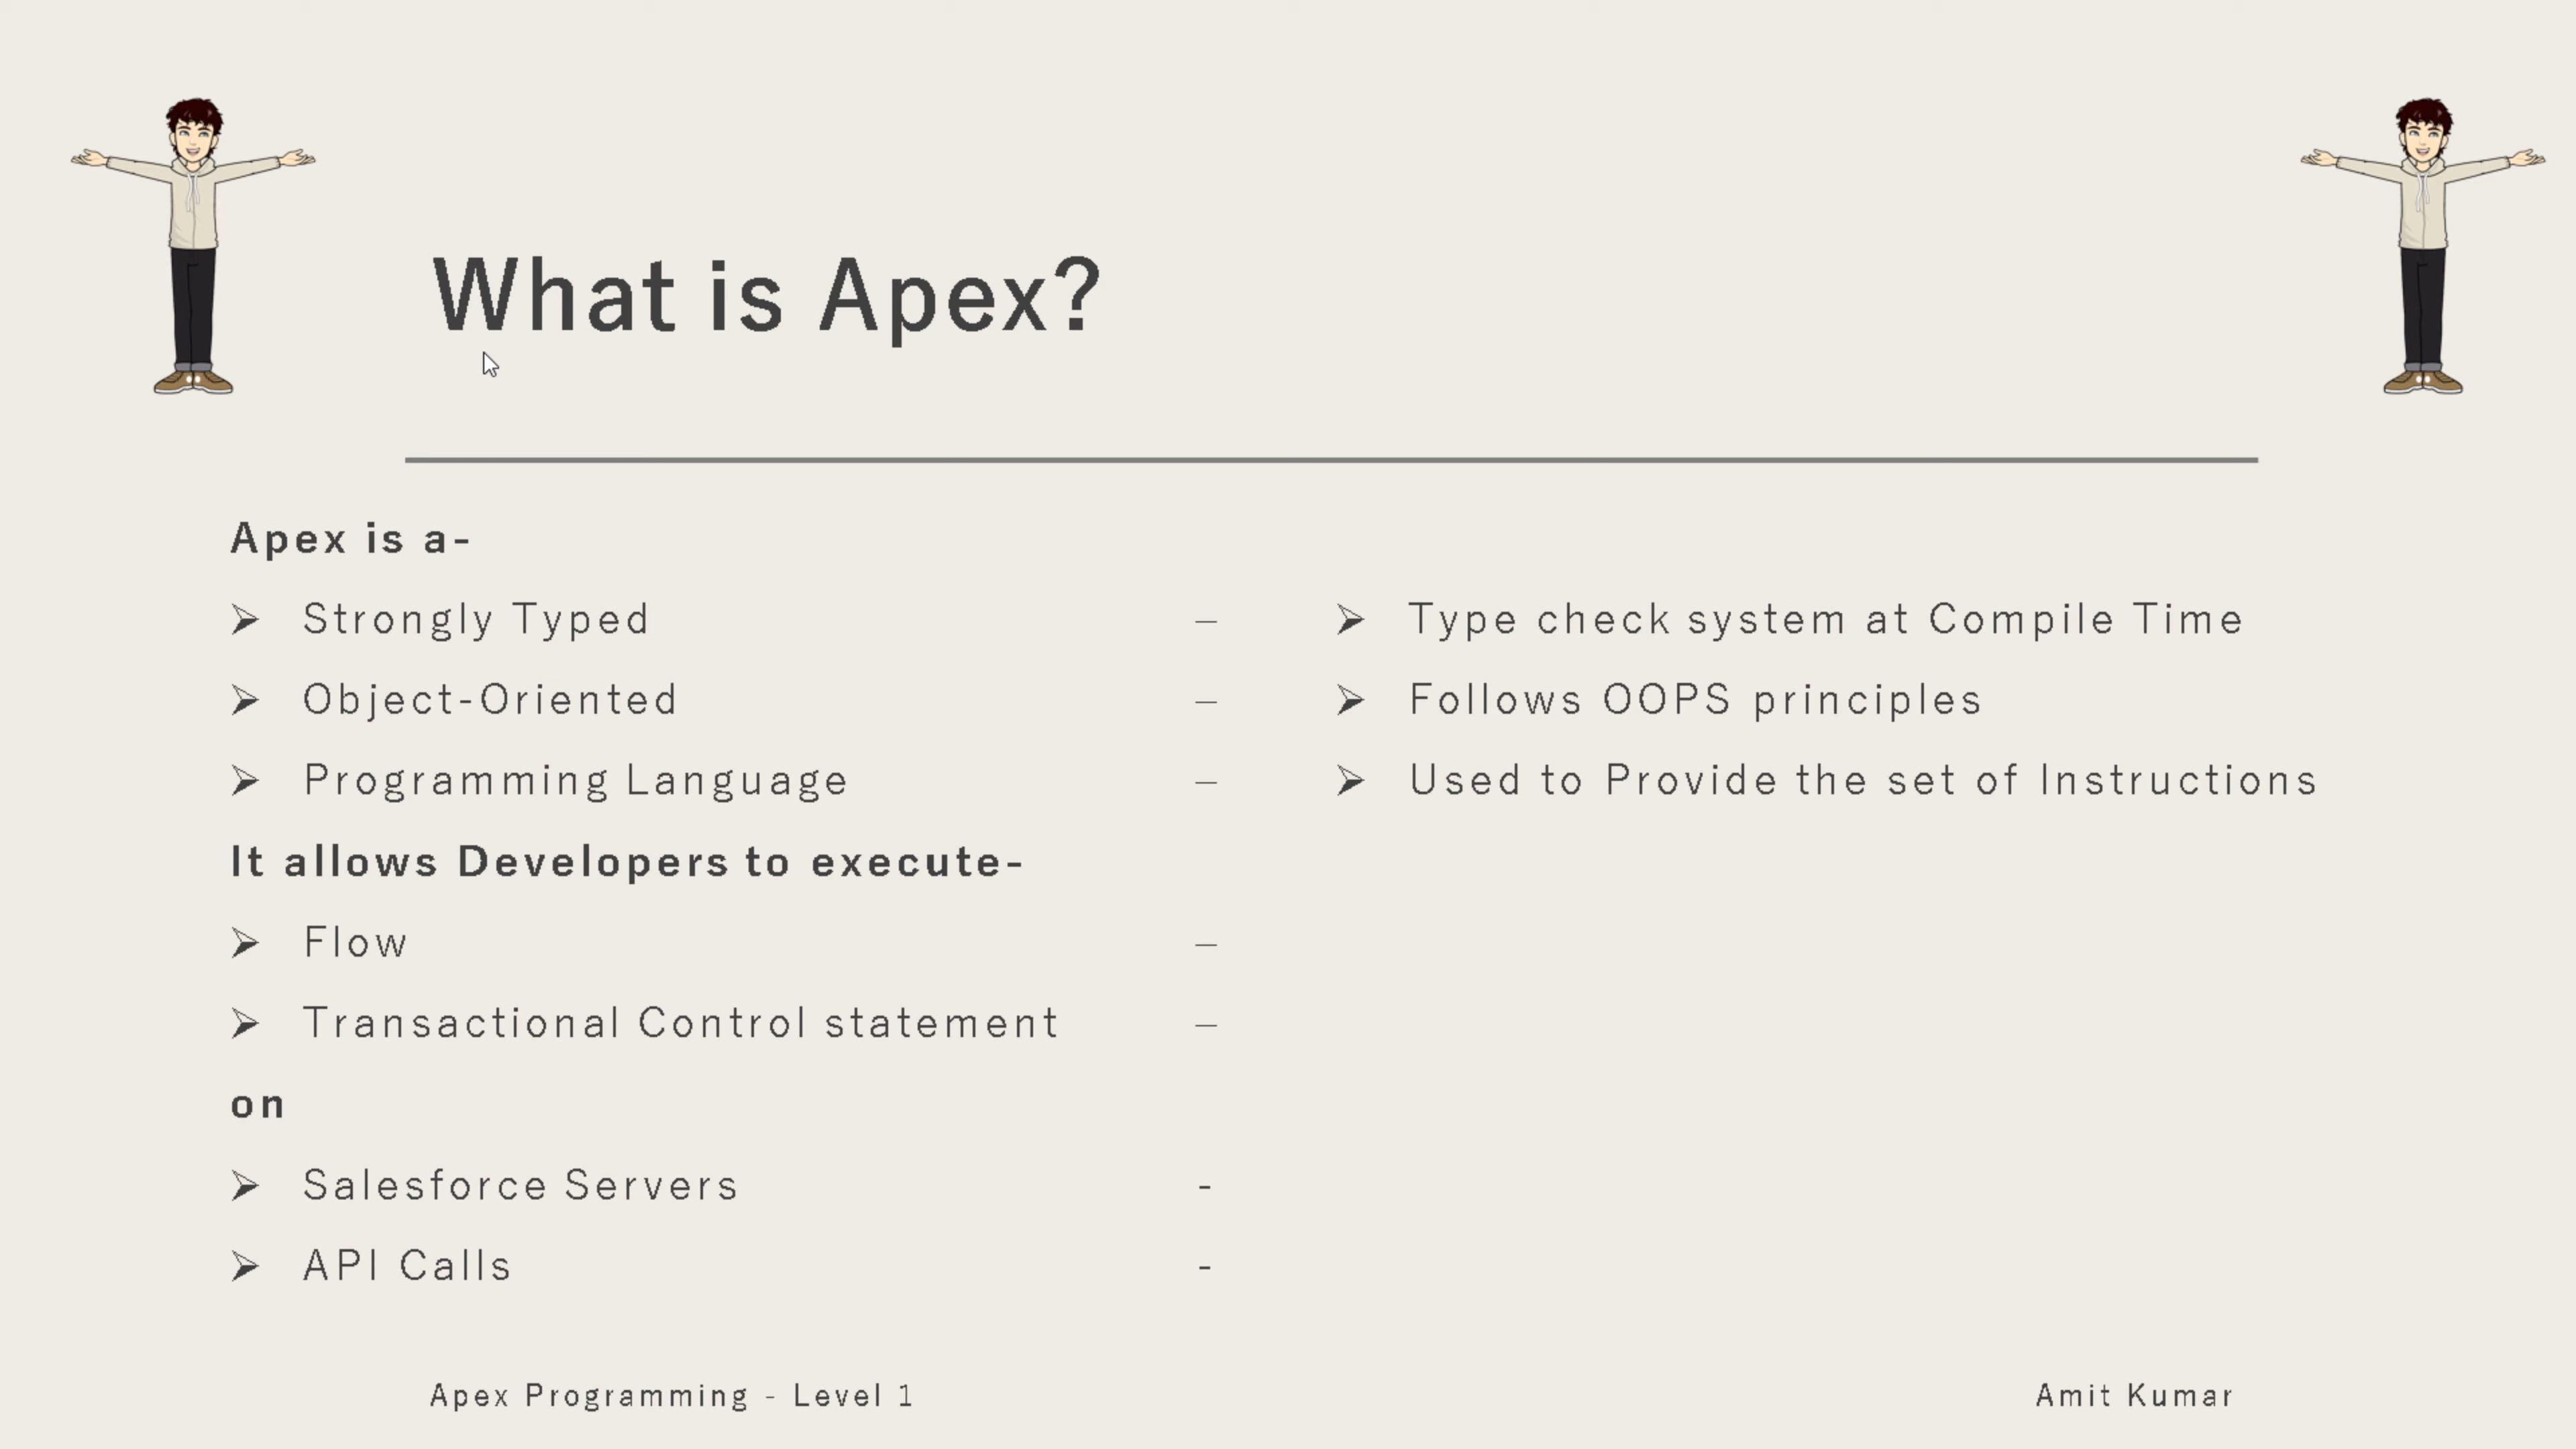 What is Apex?
Apex is a-
➢ Strongly Typed – ➢ Type check system at Compile Time
➢ Object-Oriented – ➢ Follows OOPS principles
➢ Programming Language – ➢ Used to Provide the set of Instructions
It allows Developers to execute-
➢ Flow –
➢ Transactional Control statement –
on
➢ Salesforce Servers -
➢ API Calls -
Apex Programming - Level 1 Amit Kumar